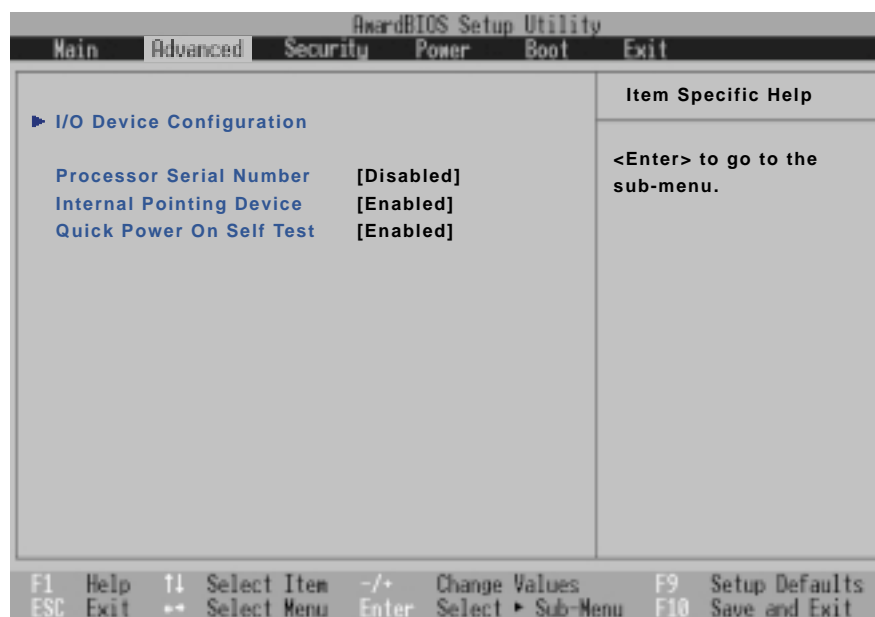 AwardBIOS Setup Utility
Main Advanced Security Power Boot Exit
Item Specific Help
▶ I/O Device Configuration
<Enter> to go to the
sub-menu.
Processor Serial Number [Disabled]
Internal Pointing Device [Enabled]
Quick Power On Self Test [Enabled]
F1 Help ↑↓ Select Item -/+ Change Values F9 Setup Defaults
ESC Exit ←→ Select Menu Enter Select ▶ Sub-Menu F10 Save and Exit